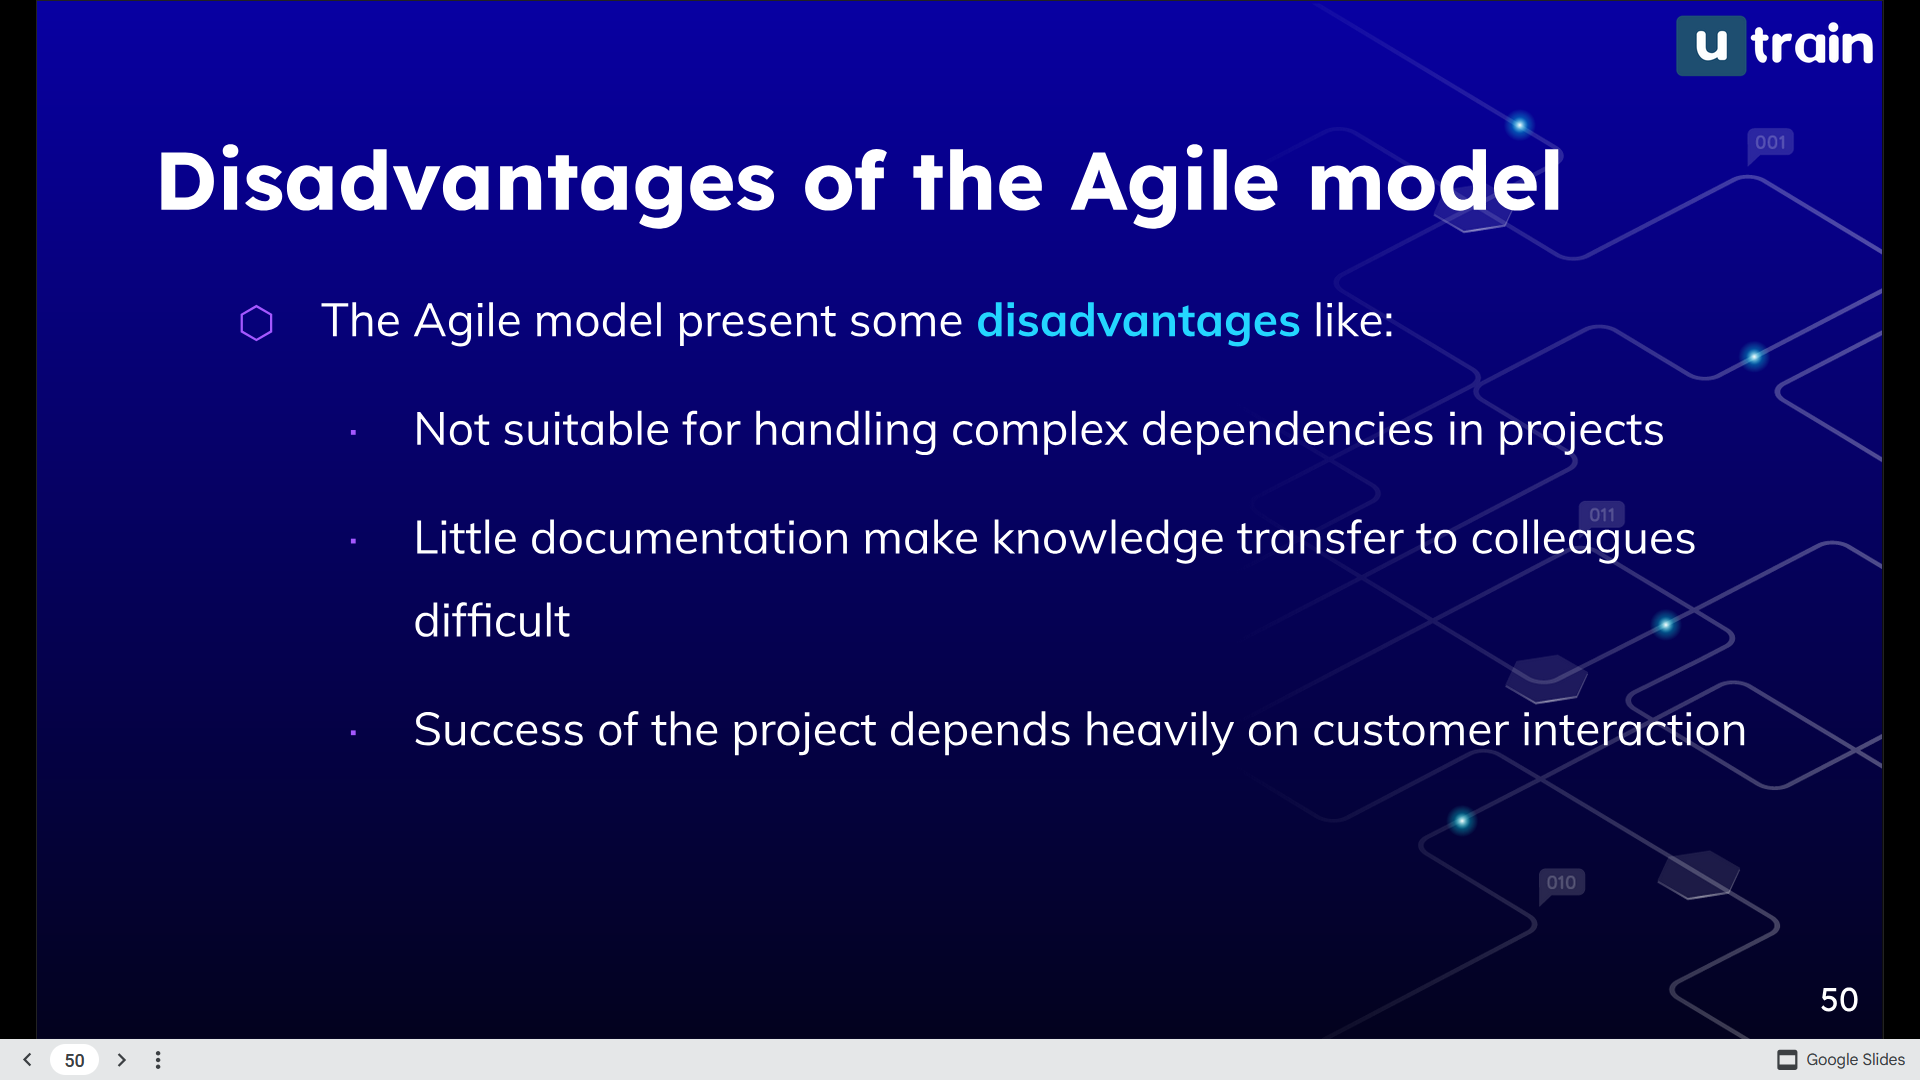 u train
001
Disadvantages of the Agile model
The Agile model present some disadvantages like:
Not suitable for handling complex dependencies in projects
011
Little documentation make knowledge transfer to colleagues
difficult
Success of the project depends heavily on customer interaction
010
50
50
Google Slides